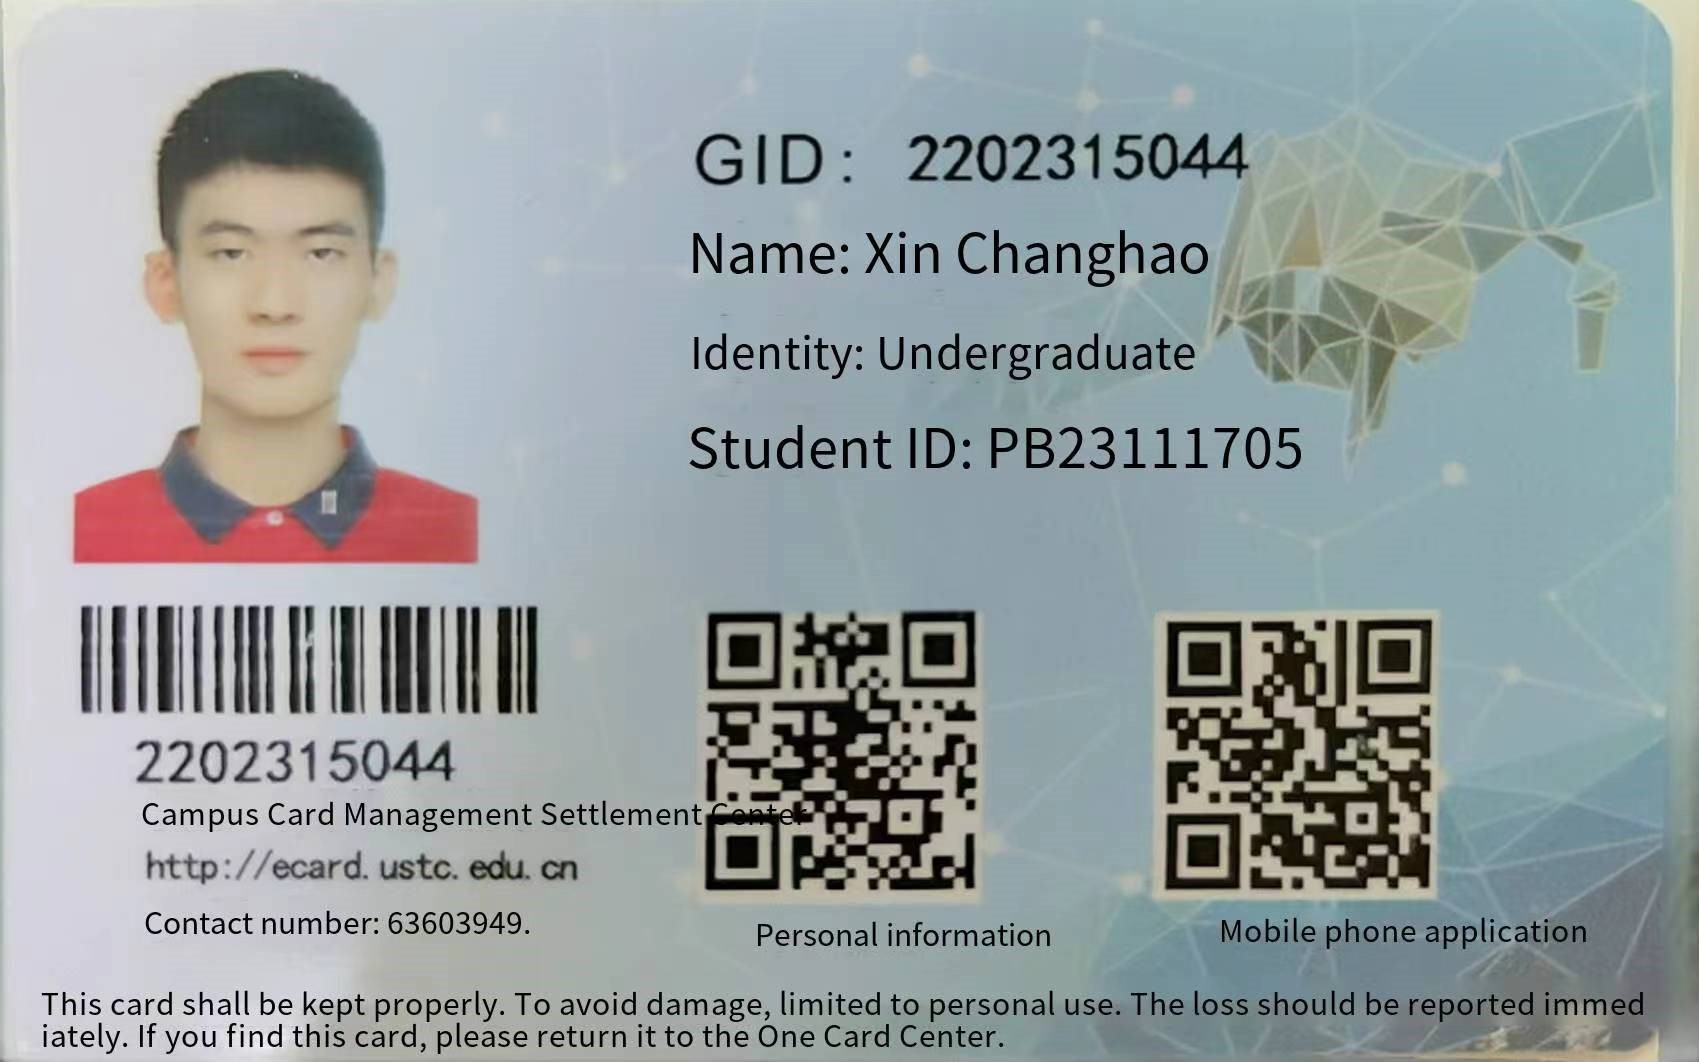 GID: 2202315044
Name: Xin Changhao
Identity: Undergraduate
Student ID: PB23111705
2202315044
Campus Card Management Settlement Center
http://ecard.ustc.edu.cn
Contact number: 63603949.
Personal information
Mobile phone application
This card shall be kept properly. To avoid damage, limited to personal use. The loss should be reported immed
iately. If you find this card, please return it to the One Card Center.